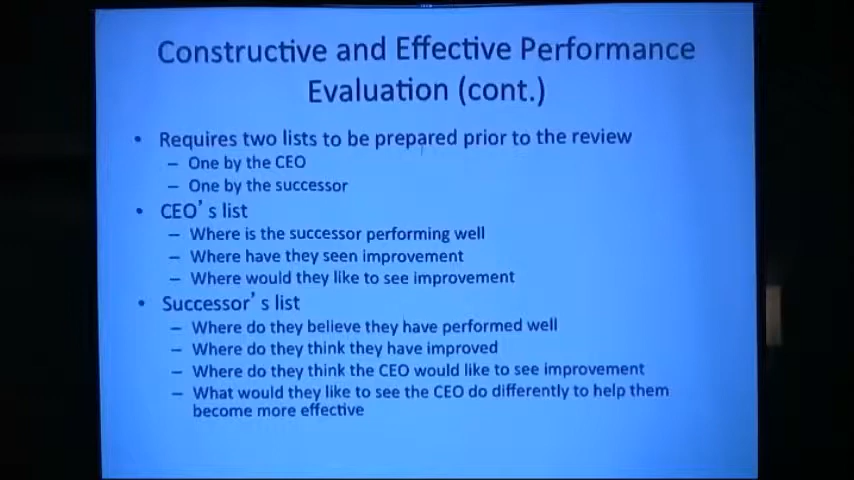 Constructive and Effective Performance
Evaluation (cont.)
• Requires two lists to be prepared prior to the review
– One by the CEO
– One by the successor
• CEO's list
– Where is the successor performing well
– Where have they seen improvement
– Where would they like to see improvement
• Successor's list
– Where do they believe they have performed well
– Where do they think they have improved
– Where do they think the CEO would like to see improvement
– What would they like to see the CEO do differently to help them
become more effective